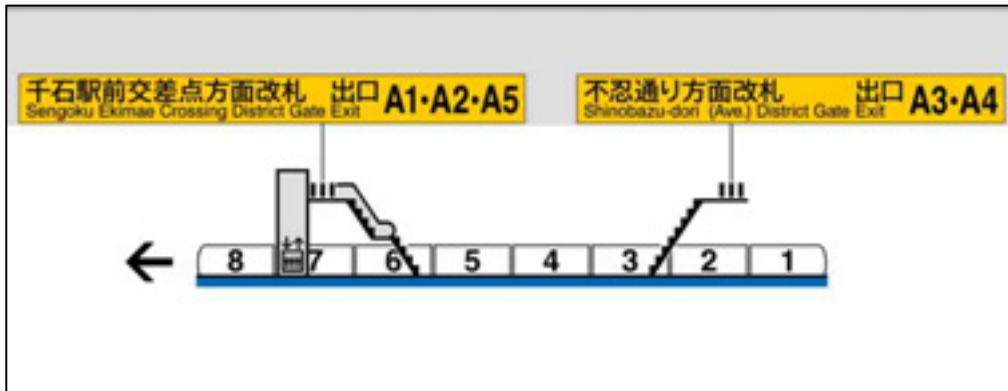 千石駅前交差点方面改札 出口 A1・A2・A5
Sengoku Ekimae Crossing District Gate Exit
不忍通り方面改札 出口 A3・A4
Shinobazu-dori (Ave.) District Gate Exit
8 7 6 5 4 3 2 1